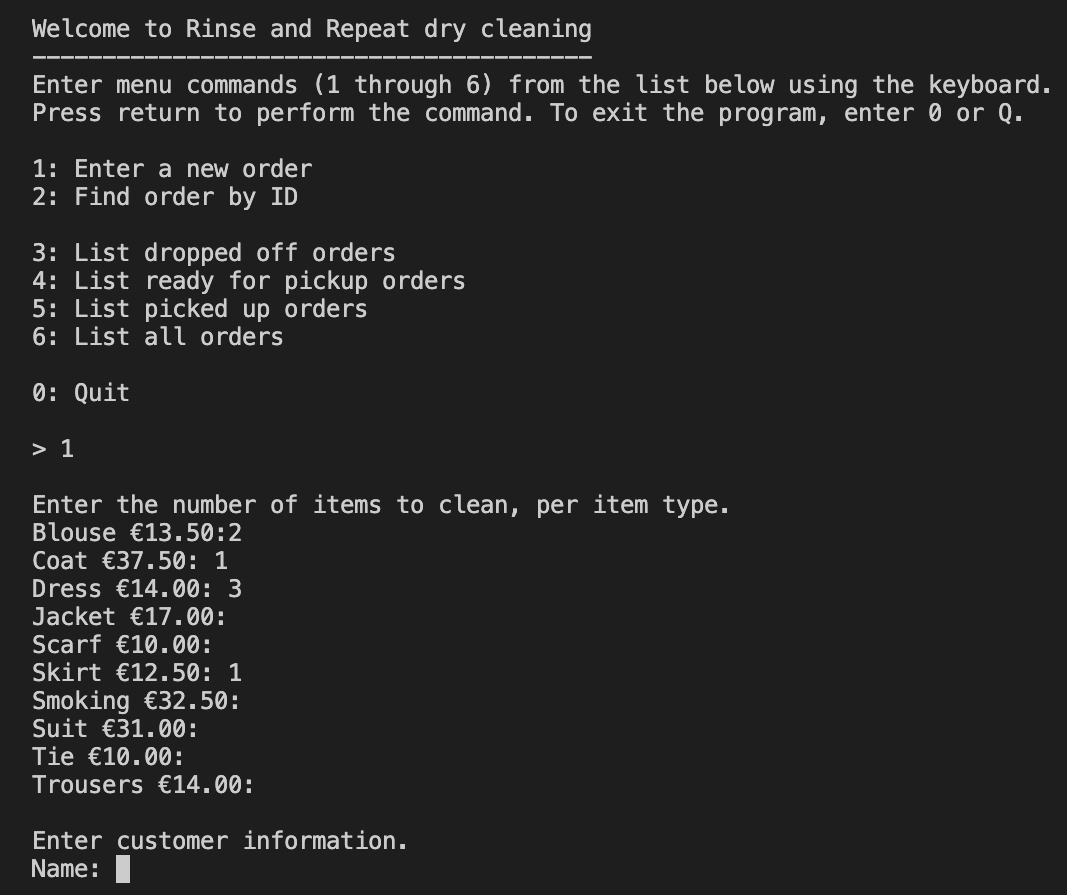 Welcome to Rinse and Repeat dry cleaning
----------------------------------------
Enter menu commands (1 through 6) from the list below using the keyboard.
Press return to perform the command. To exit the program, enter 0 or Q.
1: Enter a new order
2: Find order by ID
3: List dropped off orders
4: List ready for pickup orders
5: List picked up orders
6: List all orders
0: Quit
> 1
Enter the number of items to clean, per item type.
Blouse €13.50:2
Coat €37.50: 1
Dress €14.00: 3
Jacket €17.00:
Scarf €10.00:
Skirt €12.50: 1
Smoking €32.50:
Suit €31.00:
Tie €10.00:
Trousers €14.00:
Enter customer information.
Name: